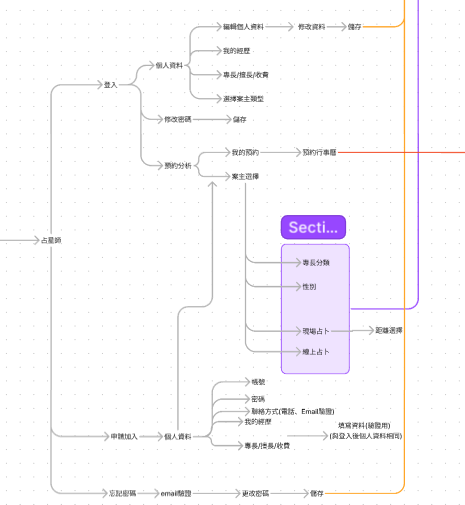 編輯個人資料
修改資料
儲存
我的經歷
個人資料
專長/擅長/收費
登入
選擇案主類型
修改密碼
儲存
我的預約
預約行事曆
預約分析
案主選擇
Secti...
占星師
專長分類
性別
現場占卜
距離選擇
線上占卜
帳號
密碼
聯絡方式(電話、Email驗證)
我的經歷
填寫資料(驗證用)
申請加入
個人資料
(與登入後個人資料相同)
專長/擅長/收費
忘記密碼
email驗證
更改密碼
儲存